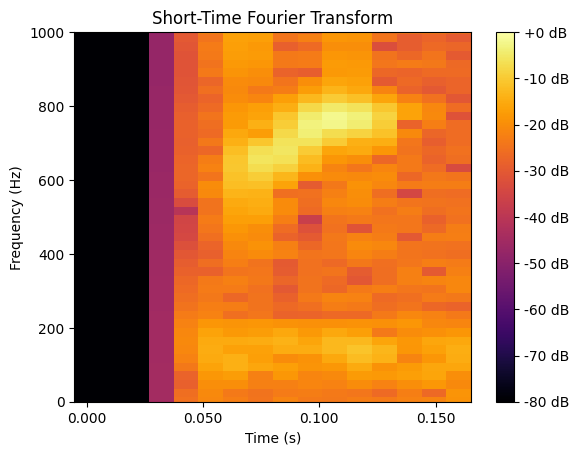 Short-Time Fourier Transform
1000
800
600
400
200
0
Frequency (Hz)
0.000
0.050
0.100
0.150
Time (s)
+0 dB
-10 dB
-20 dB
-30 dB
-40 dB
-50 dB
-60 dB
-70 dB
-80 dB